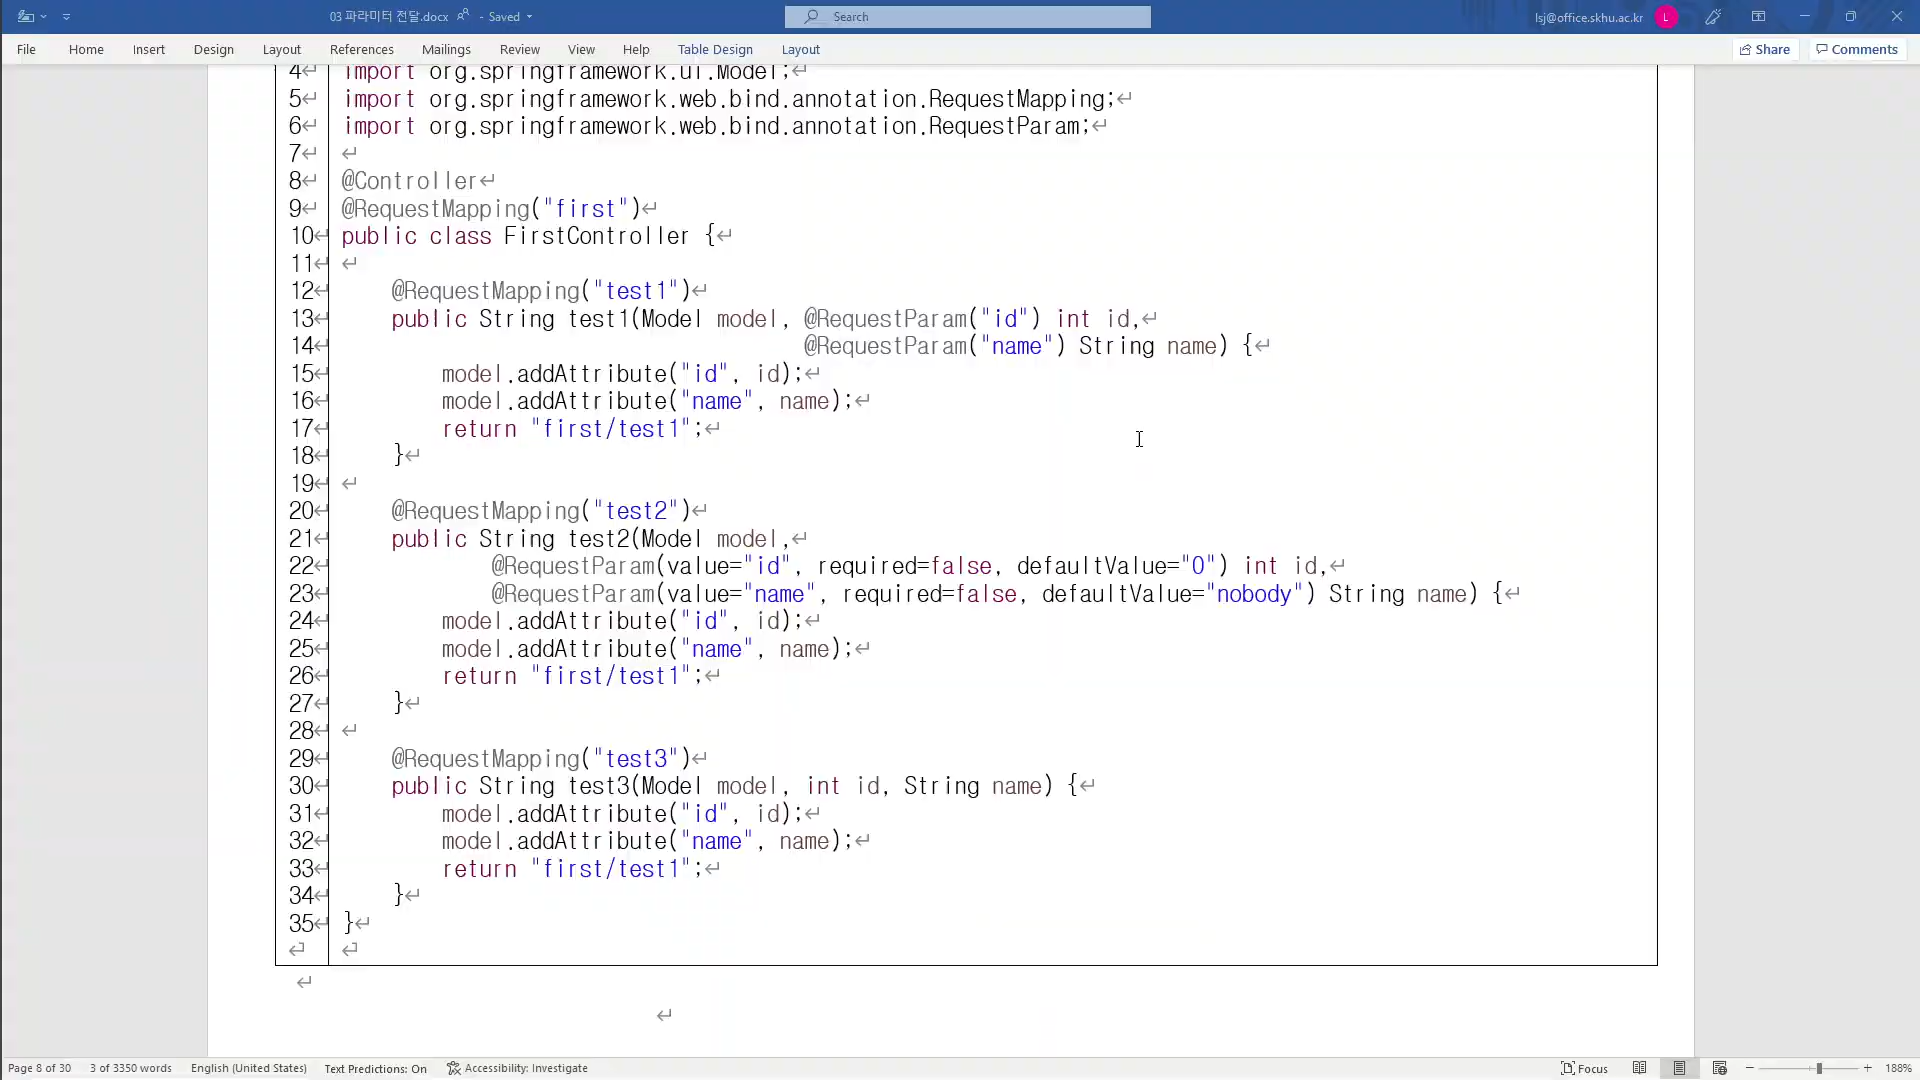 03 파라미터 전달.docx - Saved
Search
lsj@office.skhu.ac.kr L
File Home Insert Design Layout References Mailings Review View Help Table Design Layout Share Comments
4 import org.springframework.ui.Model;
5 import org.springframework.web.bind.annotation.RequestMapping;
6 import org.springframework.web.bind.annotation.RequestParam;
7
8 @Controller
9 @RequestMapping("first")
10 public class FirstController {
11
12 @RequestMapping("test1")
13 public String test1(Model model, @RequestParam("id") int id,
14 @RequestParam("name") String name) {
15 model.addAttribute("id", id);
16 model.addAttribute("name", name);
17 return "first/test1";
18 }
19
20 @RequestMapping("test2")
21 public String test2(Model model,
22 @RequestParam(value="id", required=false, defaultValue="0") int id,
23 @RequestParam(value="name", required=false, defaultValue="nobody") String name) {
24 model.addAttribute("id", id);
25 model.addAttribute("name", name);
26 return "first/test1";
27 }
28
29 @RequestMapping("test3")
30 public String test3(Model model, int id, String name) {
31 model.addAttribute("id", id);
32 model.addAttribute("name", name);
33 return "first/test1";
34 }
35 }
Page 8 of 30 3 of 3350 words English (United States) Text Predictions: On Accessibility: Investigate Focus 188%